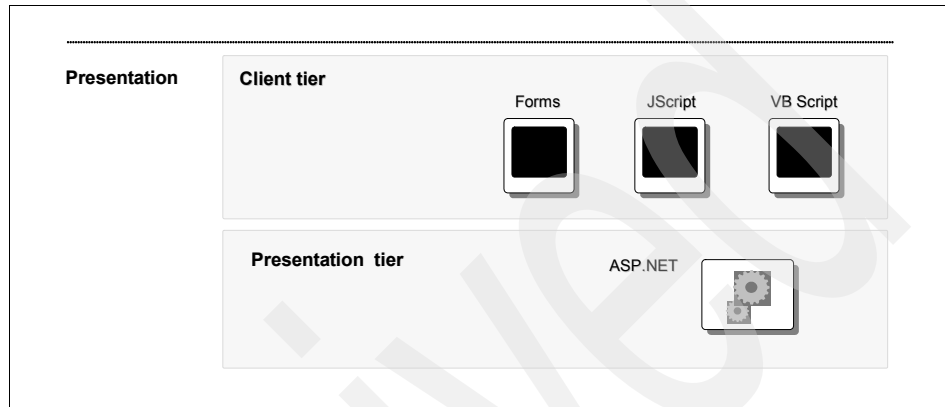 Presentation
Client tier
Forms
JScript
VB Script
Presentation tier
ASP.NET